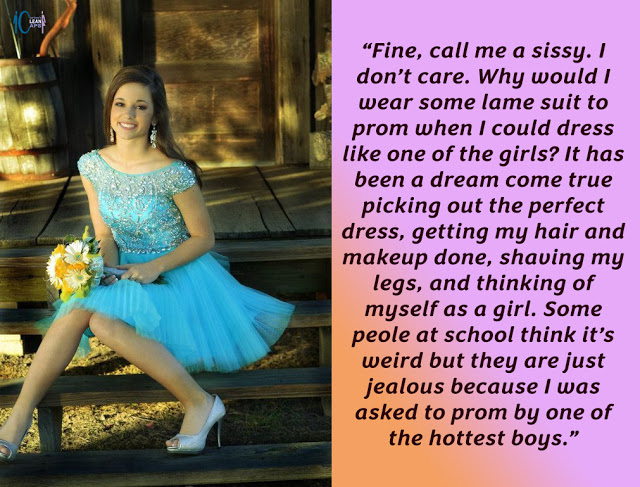 10
LEAN
APS
“Fine, call me a sissy. I
don’t care. Why would I
wear some lame suit to
prom when I could dress
like one of the girls? It has
been a dream come true
picking out the perfect
dress, getting my hair and
makeup done, shaving my
legs, and thinking of
myself as a girl. Some
peole at school think it’s
weird but they are just
jealous because I was
asked to prom by one of
the hottest boys.”